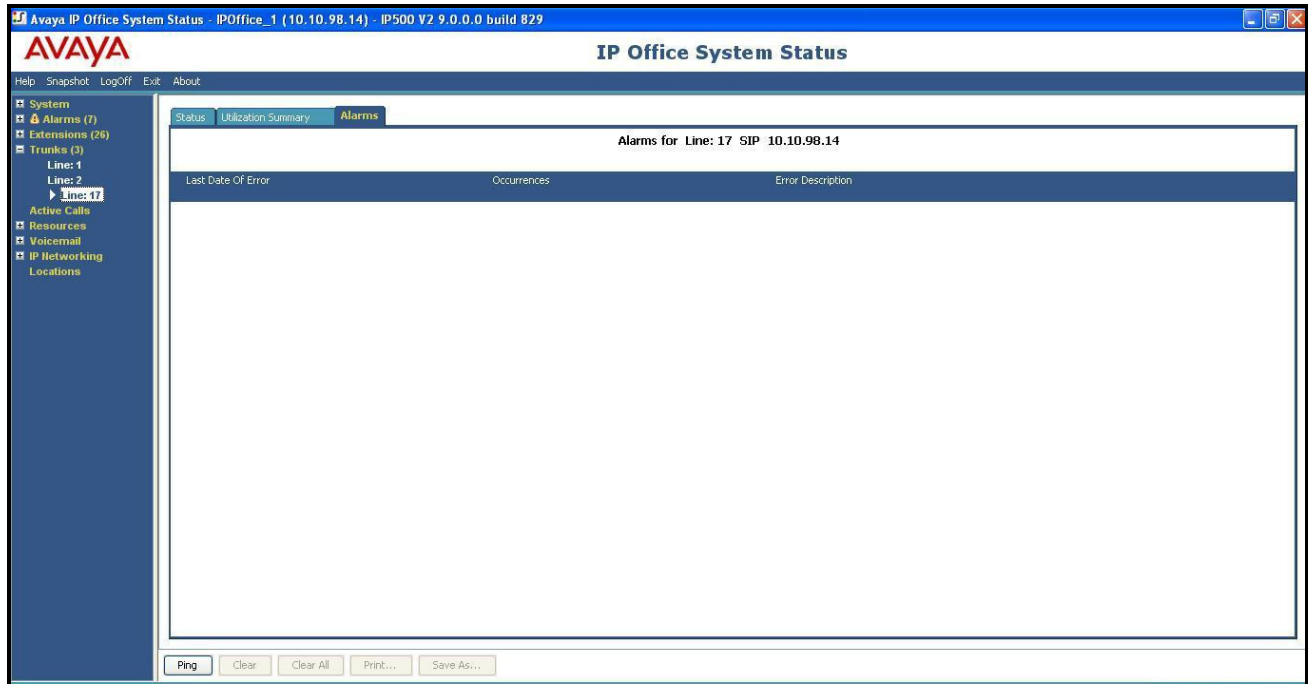 Avaya IP Office System Status - IPOffice_1 (10.10.98.14) - IP500 V2 9.0.0.0 build 829
AVAYA
IP Office System Status
Help Snapshot LogOff Exit About
System
Alarms (7)
Extensions (26)
Trunks (3)
Line: 1
Line: 2
Line: 17
Active Calls
Resources
Voicemail
IP Networking
Locations
Status Utilization Summary Alarms
Alarms for Line: 17 SIP 10.10.98.14
Last Date Of Error Occurrences Error Description
Ping Clear Clear All Print... Save As...